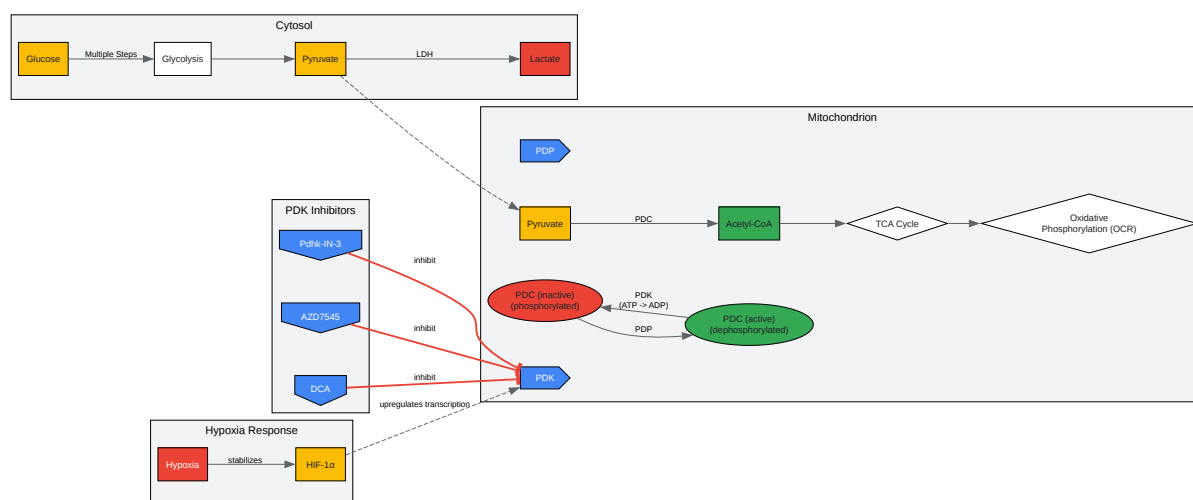 Cytosol
Glucose
Multiple Steps
Glycolysis
Pyruvate
LDH
Lactate
Mitochondrion
PDP
Pyruvate
PDC
Acetyl-CoA
TCA Cycle
Oxidative
Phosphorylation (OCR)
PDK Inhibitors
Pdhk-IN-3
inhibit
AZD7545
inhibit
DCA
inhibit
PDC (inactive)
(phosphorylated)
PDK
(ATP -> ADP)
PDP
PDC (active)
(dephosphorylated)
PDK
upregulates transcription
Hypoxia Response
Hypoxia
stabilizes
HIF-1α